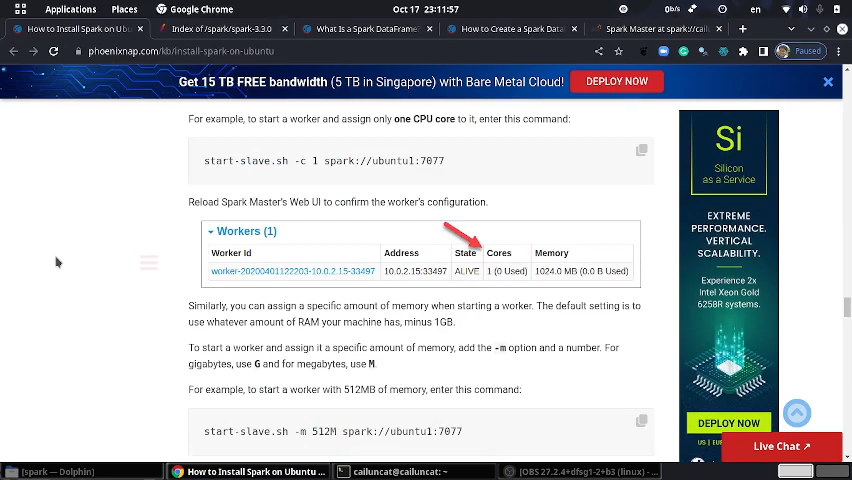 Applications
Places
Google Chrome
Oct 17 23:11:57
en
How to Install Spark on Ub
Index of /spark/spark-3.3.0
What Is a Spark DataFrame
How to Create a Spark Dat
Spark Master at spark://cailu
phoenixnap.com/kb/install-spark-on-ubuntu
Paused
Get 15 TB FREE bandwidth (5 TB in Singapore) with Bare Metal Cloud!
DEPLOY NOW
For example, to start a worker and assign only one CPU core to it, enter this command:
start-slave.sh -c 1 spark://ubuntu1:7077
Reload Spark Master's Web UI to confirm the worker's configuration.
Workers (1)
Worker Id Address State Cores Memory
worker-20200401122203-10.0.2.15-33497 10.0.2.15:33497 ALIVE 1 (0 Used) 1024.0 MB (0.0 B Used)
Similarly, you can assign a specific amount of memory when starting a worker. The default setting is to
use whatever amount of RAM your machine has, minus 1GB.
To start a worker and assign it a specific amount of memory, add the -m option and a number. For
gigabytes, use G and for megabytes, use M.
For example, to start a worker with 512MB of memory, enter this command:
start-slave.sh -m 512M spark://ubuntu1:7077
Si
Silicon
as a Service
EXTREME
PERFORMANCE.
VERTICAL
SCALABILITY.
Experience 2x
Intel Xeon Gold
6258R systems.
DEPLOY NOW
US | EU
Live Chat ↗
[spark — Dolphin]
How to Install Spark on Ubuntu ...
cailuncat@cailuncat: ~
[OBS 27.2.4+dfsg1-2+b3 (linux) - ...